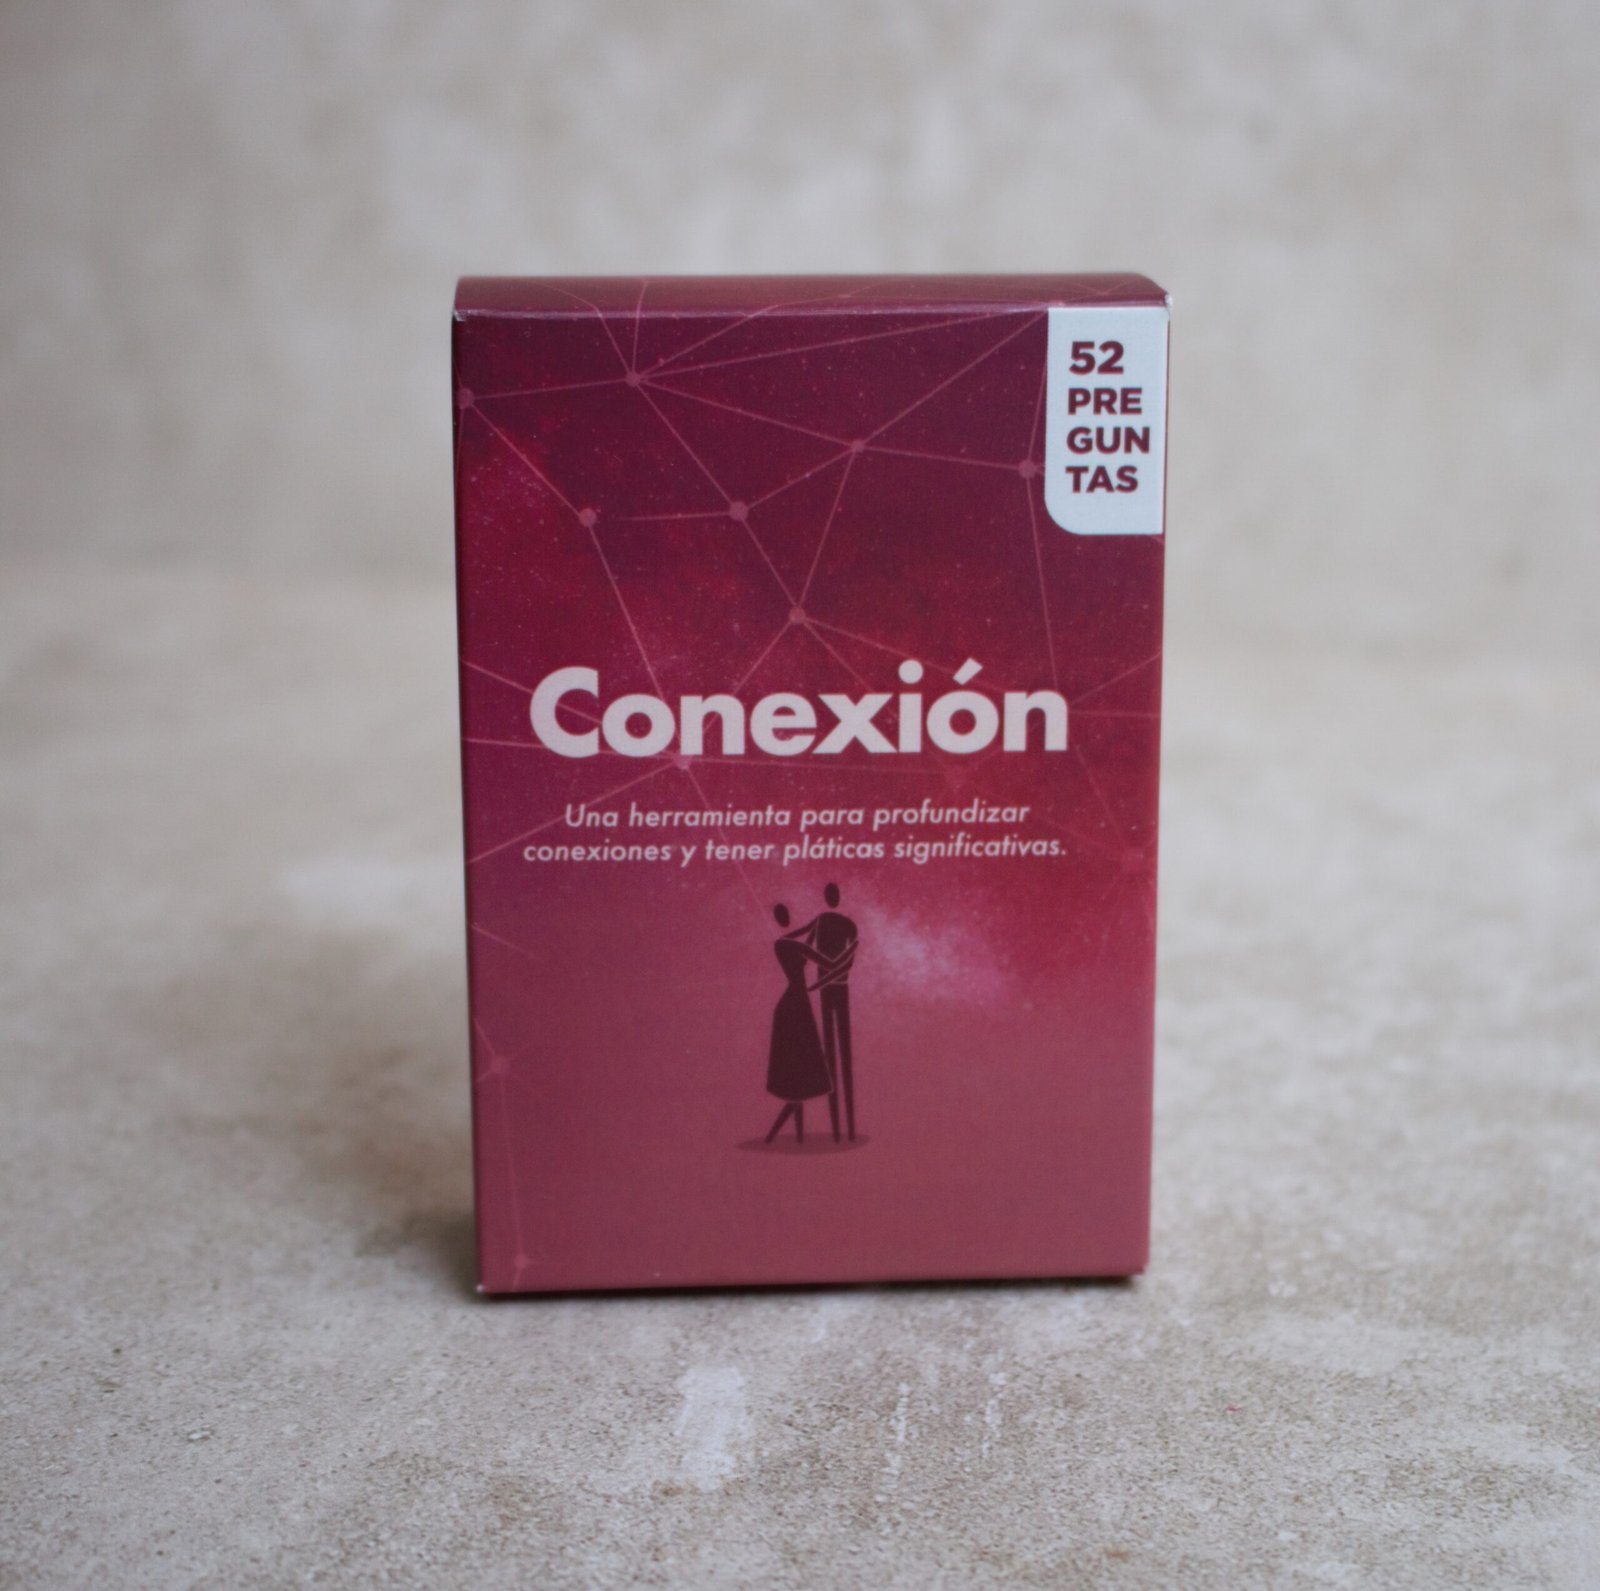 52
PRE
GUN
TAS
Conexión
Una herramienta para profundizar
conexiones y tener pláticas significativas.